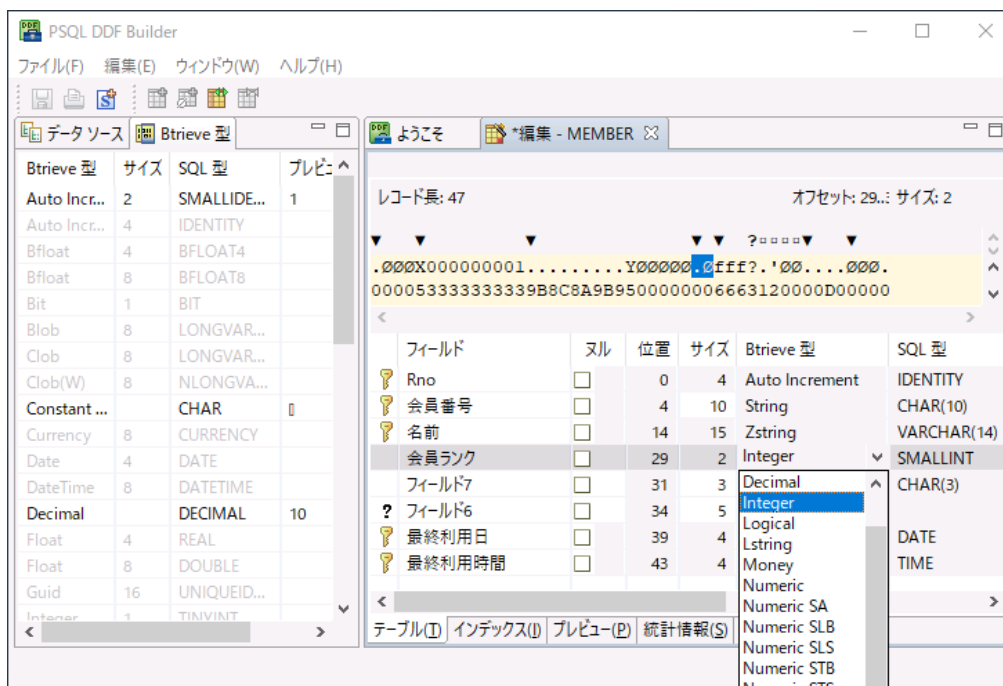 PSQL DDF Builder
ファイル(F) 編集(E) ウィンドウ(W) ヘルプ(H)
データ ソース Btrieve 型
Btrieve 型 サイズ SQL 型 プレビュ
Auto Incr... 2 SMALLIDE... 1
Auto Incr... 4 IDENTITY
Bfloat 4 BFLOAT4
Bfloat 8 BFLOAT8
Bit 1 BIT
Blob 8 LONGVAR...
Clob 8 LONGVAR...
Clob(W) 8 NLONGVA...
Constant ... CHAR
Currency 8 CURRENCY
Date 4 DATE
DateTime 8 DATETIME
Decimal DECIMAL 10
Float 4 REAL
Float 8 DOUBLE
Guid 16 UNIQUEID...
Integer 1 TINYINT
ようこそ *編集 - MEMBER
レコード長: 47 オフセット: 29..: サイズ: 2
?¤¤¤¤
.ØØØX000000001.........YØØØØØ.Øfff?.'ØØ....ØØØ.
000053333333339B8C8A9B95000000006663120000D00000
フィールド ヌル 位置 サイズ Btrieve 型 SQL 型
Rno 0 4 Auto Increment IDENTITY
会員番号 4 10 String CHAR(10)
名前 14 15 Zstring VARCHAR(14)
会員ランク 29 2 Integer SMALLINT
フィールド7 31 3 CHAR(3)
? フィールド6 34 5
最終利用日 39 4 DATE
最終利用時間 43 4 TIME
Decimal
Integer
Logical
Lstring
Money
Numeric
Numeric SA
Numeric SLB
Numeric SLS
Numeric STB
Numeric STS
テーブル(T) インデックス(I) プレビュー(P) 統計情報(S)